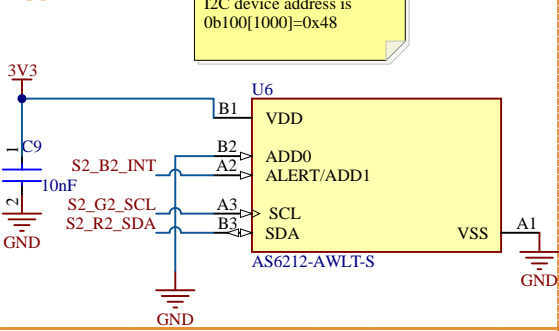 I2C device address is
0b100[1000]=0x48
3V3
U6
B1 VDD
1 C9
B2 ADD0
S2_B2_INT A2 ALERT/ADD1
10nF
2
S2_G2_SCL A3 SCL
S2_R2_SDA B3 SDA
VSS A1
GND
AS6212-AWLT-S
GND
GND